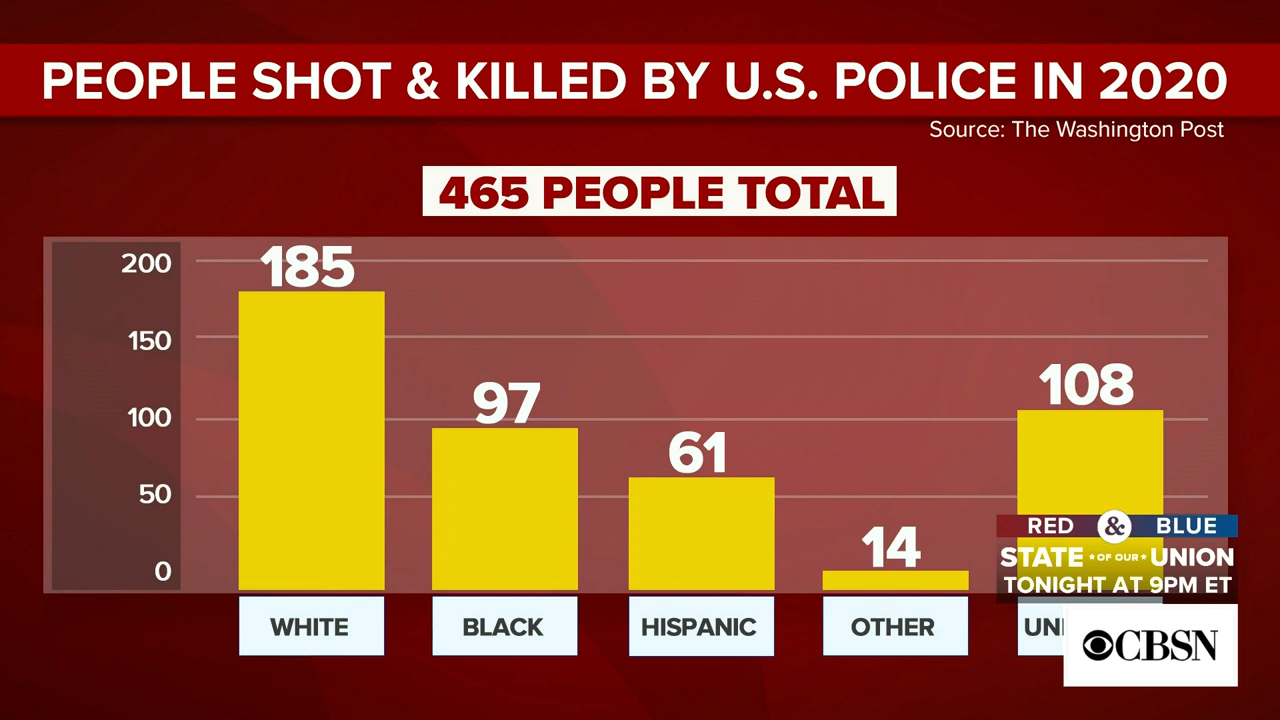 PEOPLE SHOT & KILLED BY U.S. POLICE IN 2020
Source: The Washington Post
465 PEOPLE TOTAL
200
150
100
50
0
185
97
61
14
108
WHITE
BLACK
HISPANIC
OTHER
RED & BLUE
STATE OF OUR UNION
TONIGHT AT 9PM ET
CBSN